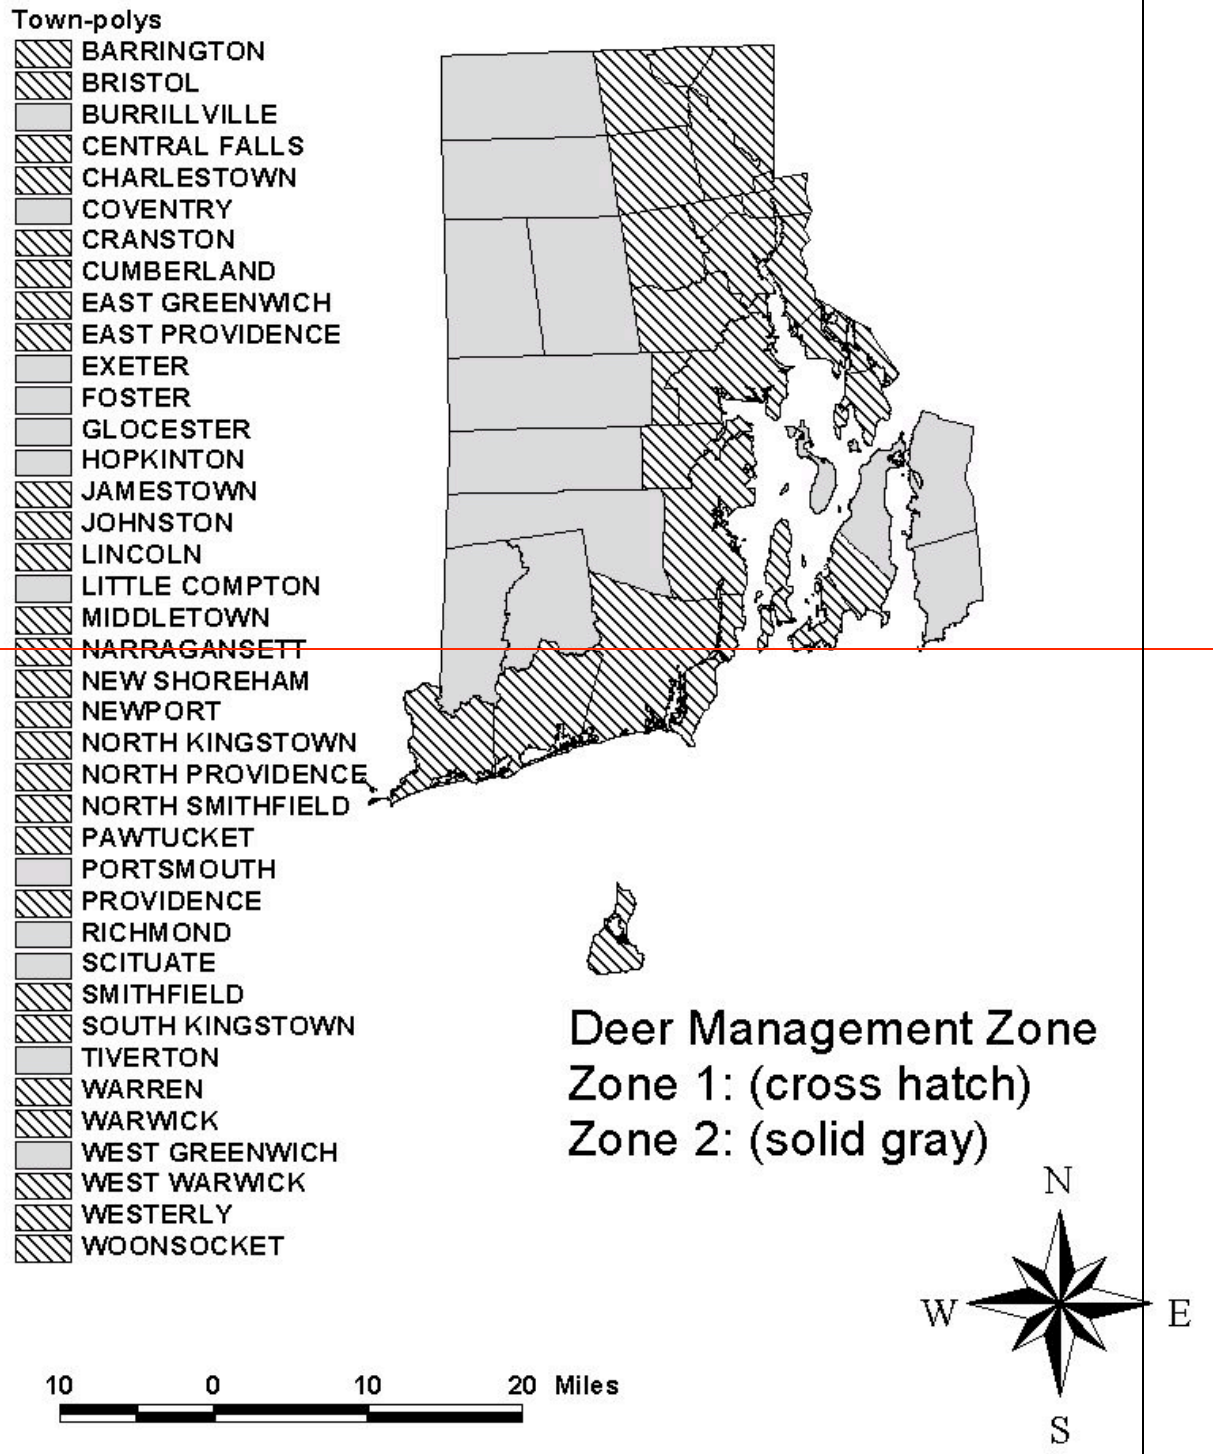 Town-polys
BARRINGTON
BRISTOL
BURRILLVILLE
CENTRAL FALLS
CHARLESTOWN
COVENTRY
CRANSTON
CUMBERLAND
EAST GREENWICH
EAST PROVIDENCE
EXETER
FOSTER
GLOCESTER
HOPKINTON
JAMESTOWN
JOHNSTON
LINCOLN
LITTLE COMPTON
MIDDLETOWN
NARRAGANSETT
NEW SHOREHAM
NEWPORT
NORTH KINGSTOWN
NORTH PROVIDENCE
NORTH SMITHFIELD
PAWTUCKET
PORTSMOUTH
PROVIDENCE
RICHMOND
SCITUATE
SMITHFIELD
SOUTH KINGSTOWN
TIVERTON
WARREN
WARWICK
WEST GREENWICH
WEST WARWICK
WESTERLY
WOONSOCKET
Deer Management Zone
Zone 1: (cross hatch)
Zone 2: (solid gray)
N
W E
S
10 0 10 20 Miles